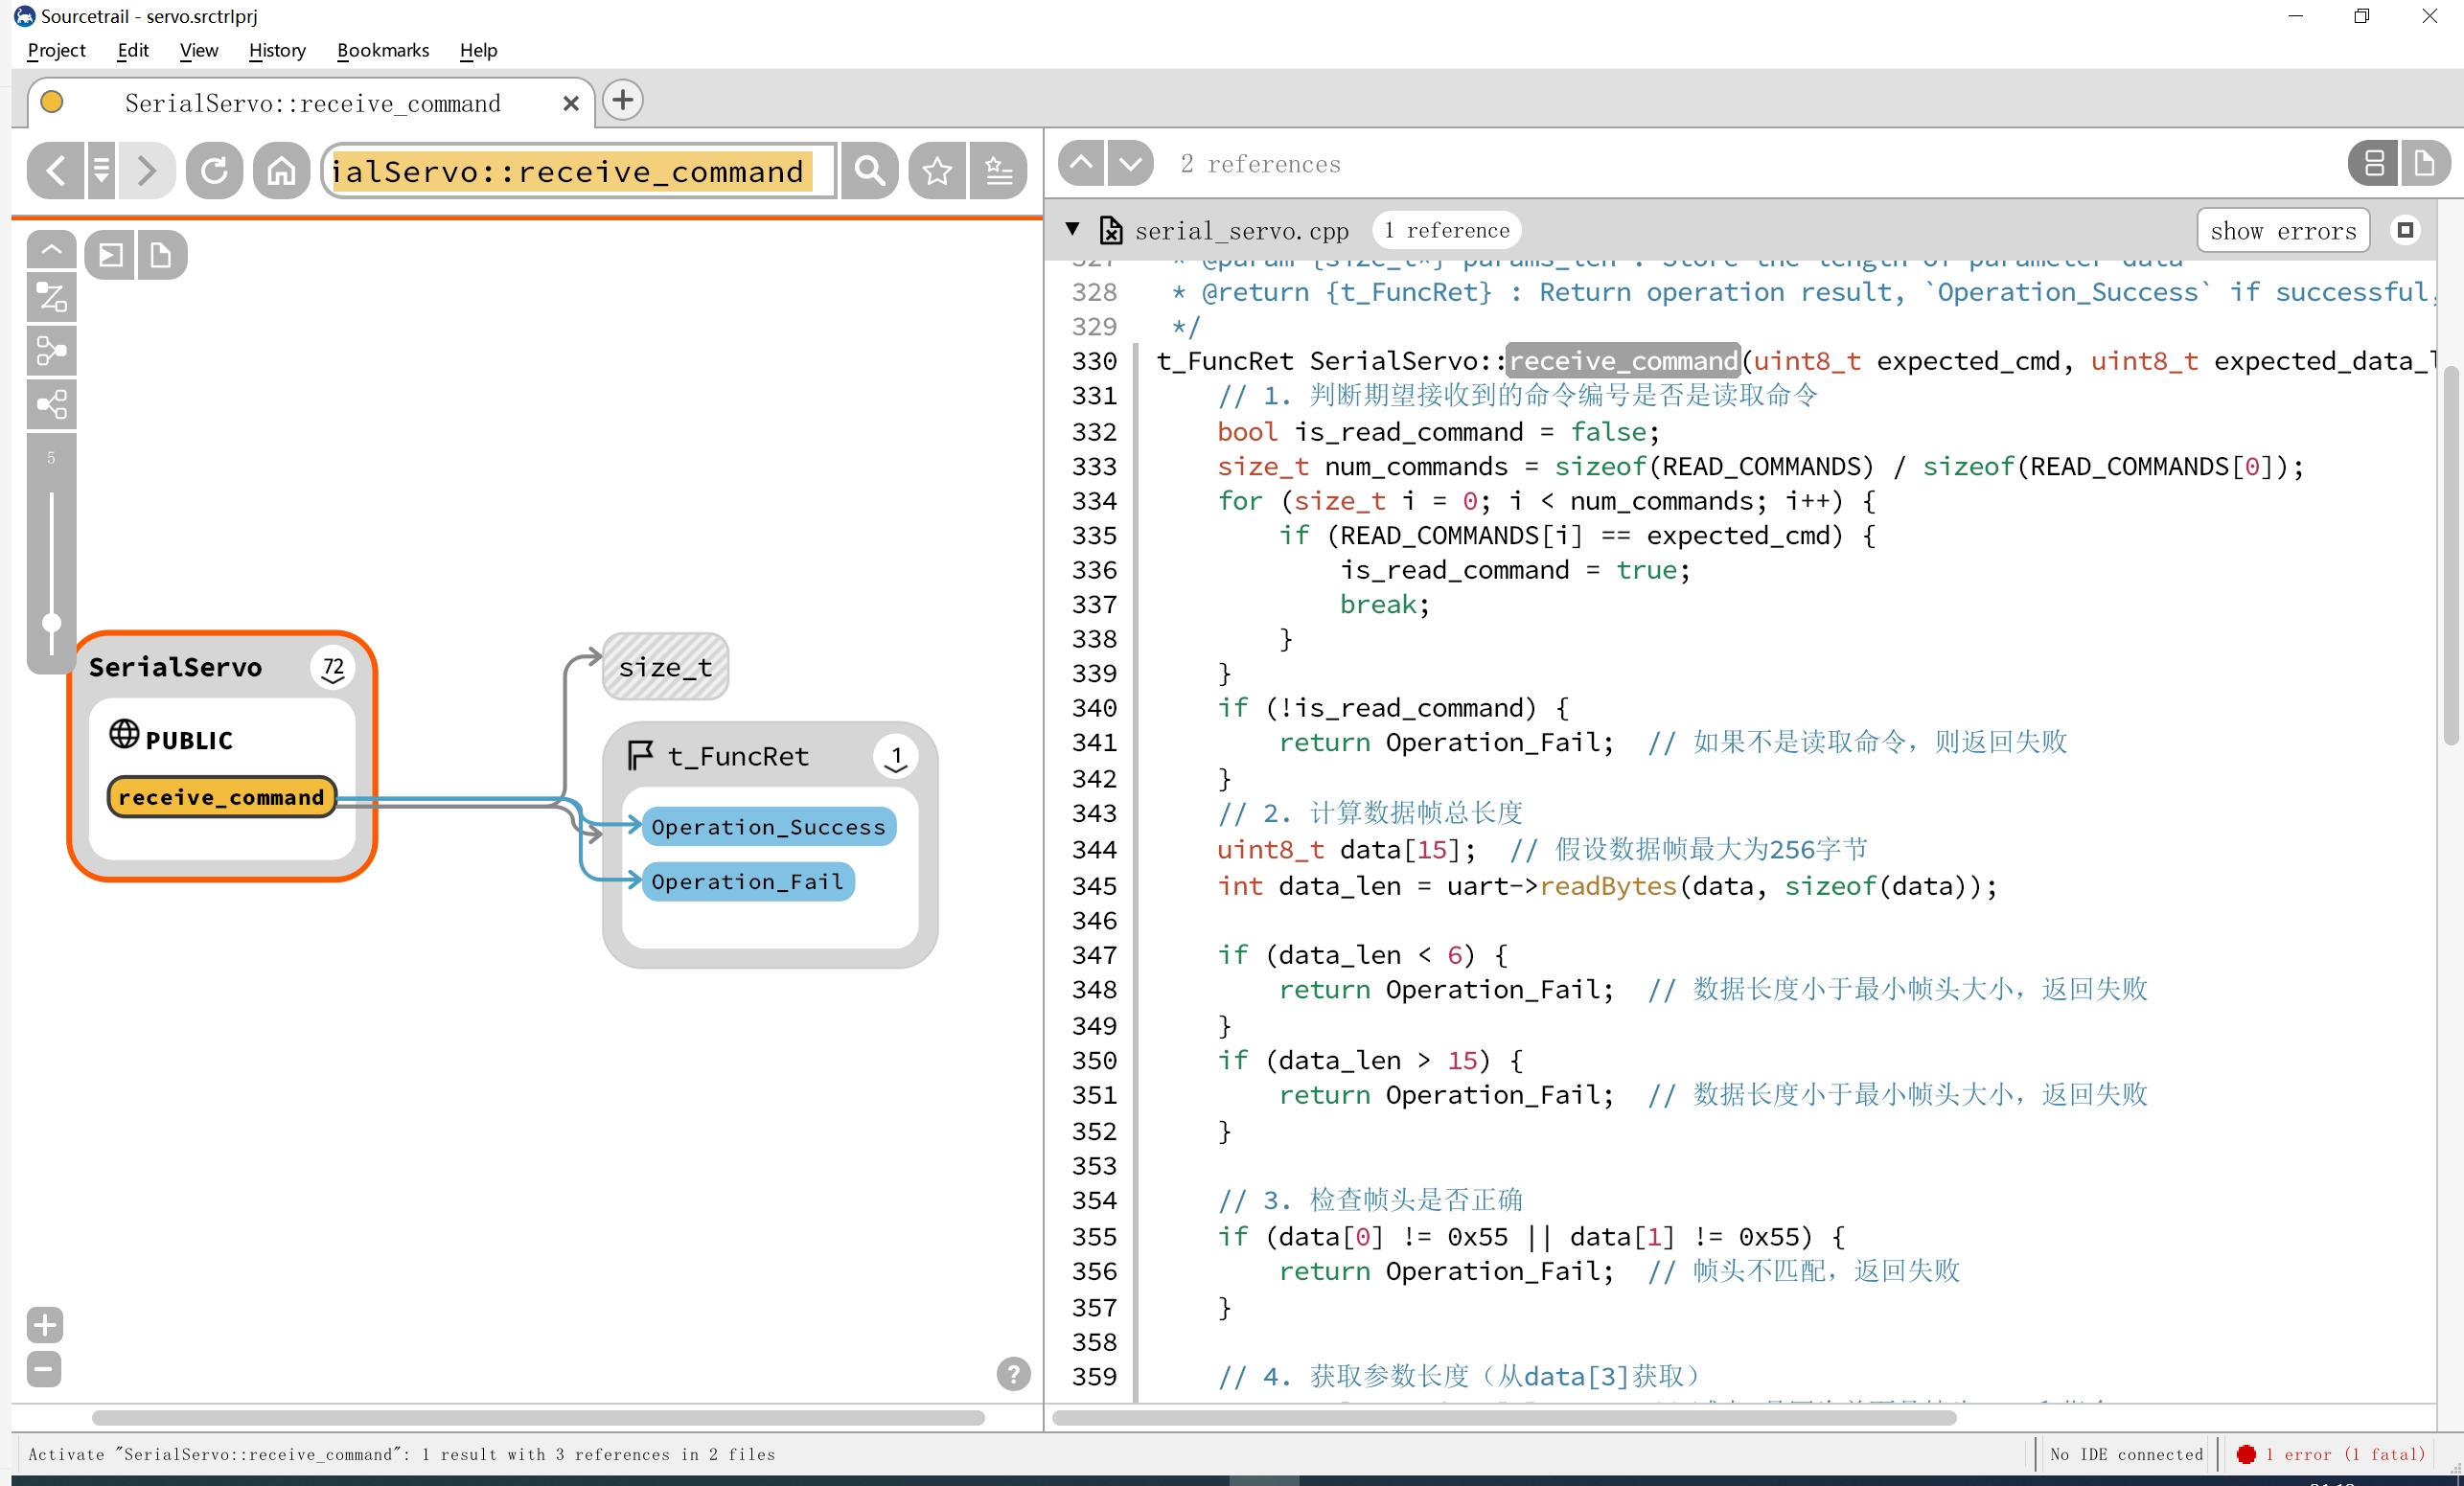 Sourcetrail - servo.srctrlprj
Project Edit View History Bookmarks Help
SerialServo::receive_command
ialServo::receive_command
2 references
serial_servo.cpp 1 reference show errors
5
SerialServo 72
PUBLIC
receive_command
size_t
t_FuncRet 1
Operation_Success
Operation_Fail
?
327 * @param {size_t*} params_len : Store the length of parameter data
328 * @return {t_FuncRet} : Return operation result, `Operation_Success` if successful,
329 */
330 t_FuncRet SerialServo::receive_command(uint8_t expected_cmd, uint8_t expected_data_l
331 // 1. 判断期望接收到的命令编号是否是读取命令
332 bool is_read_command = false;
333 size_t num_commands = sizeof(READ_COMMANDS) / sizeof(READ_COMMANDS[0]);
334 for (size_t i = 0; i < num_commands; i++) {
335 if (READ_COMMANDS[i] == expected_cmd) {
336 is_read_command = true;
337 break;
338 }
339 }
340 if (!is_read_command) {
341 return Operation_Fail; // 如果不是读取命令，则返回失败
342 }
343 // 2. 计算数据帧总长度
344 uint8_t data[15]; // 假设数据帧最大为256字节
345 int data_len = uart->readBytes(data, sizeof(data));
346
347 if (data_len < 6) {
348 return Operation_Fail; // 数据长度小于最小帧头大小，返回失败
349 }
350 if (data_len > 15) {
351 return Operation_Fail; // 数据长度小于最小帧头大小，返回失败
352 }
353
354 // 3. 检查帧头是否正确
355 if (data[0] != 0x55 || data[1] != 0x55) {
356 return Operation_Fail; // 帧头不匹配，返回失败
357 }
358
359 // 4. 获取参数长度（从data[3]获取）
Activate "SerialServo::receive_command": 1 result with 3 references in 2 files
No IDE connected
1 error (1 fatal)